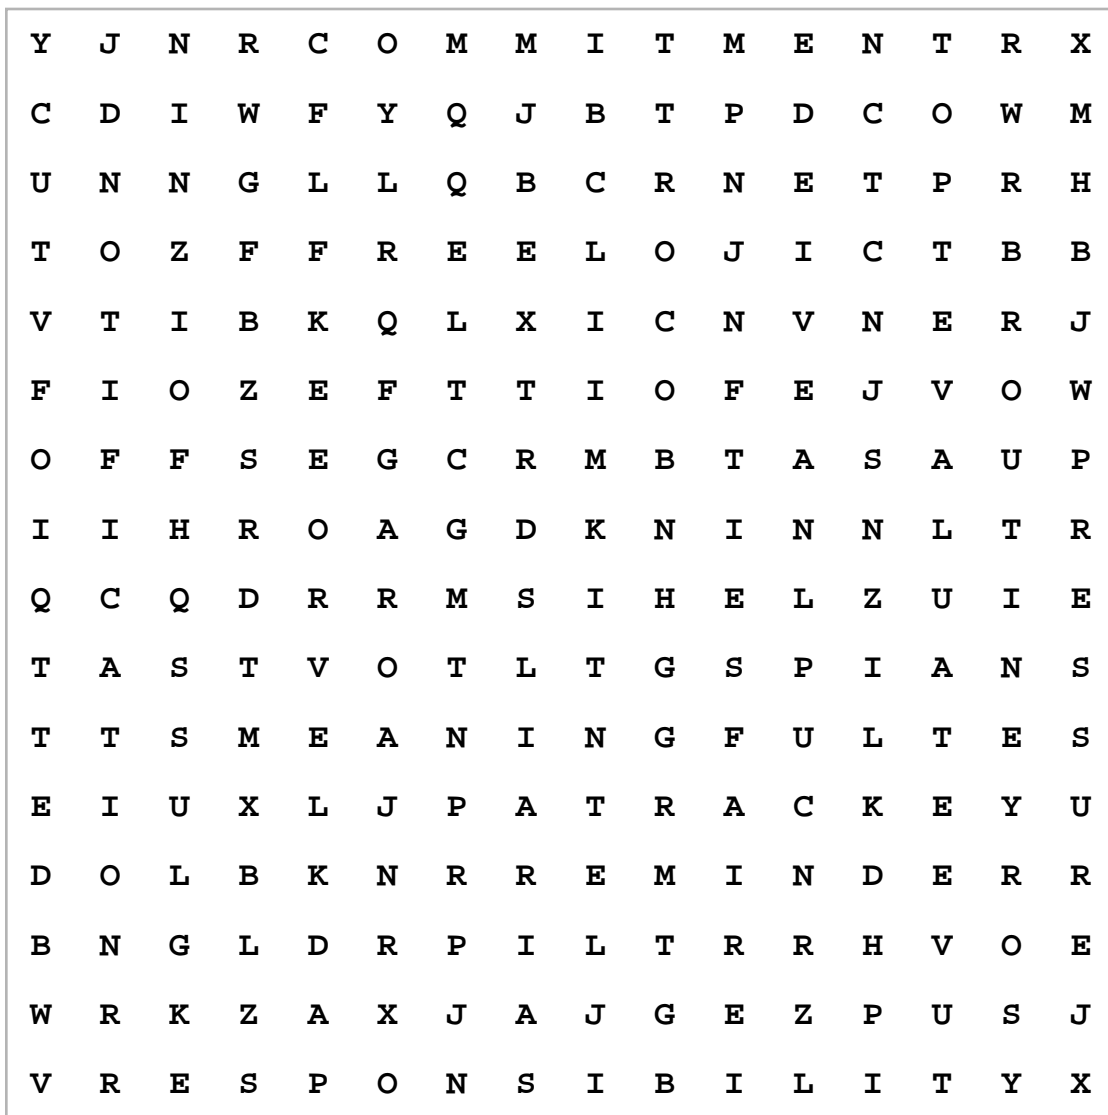 Y J N R C O M M I T M E N T R X
C D I W F Y Q J B T P D C O W M
U N N G L L Q B C R N E T P R H
T O Z F F R E E L O J I C T B B
V T I B K Q L X I C N V N E R J
F I O Z E F T T I O F E J V O W
O F F S E G C R M B T A S A U P
I I H R O A G D K N I N N L T R
Q C Q D R R M S I H E L Z U I E
T A S T V O T L T G S P I A N S
T T S M E A N I N G F U L T E S
E I U X L J P A T R A C K E Y U
D O L B K N R R E M I N D E R R
B N G L D R P I L T R R H V O E
W R K Z A X J A J G E Z P U S J
V R E S P O N S I B I L I T Y X